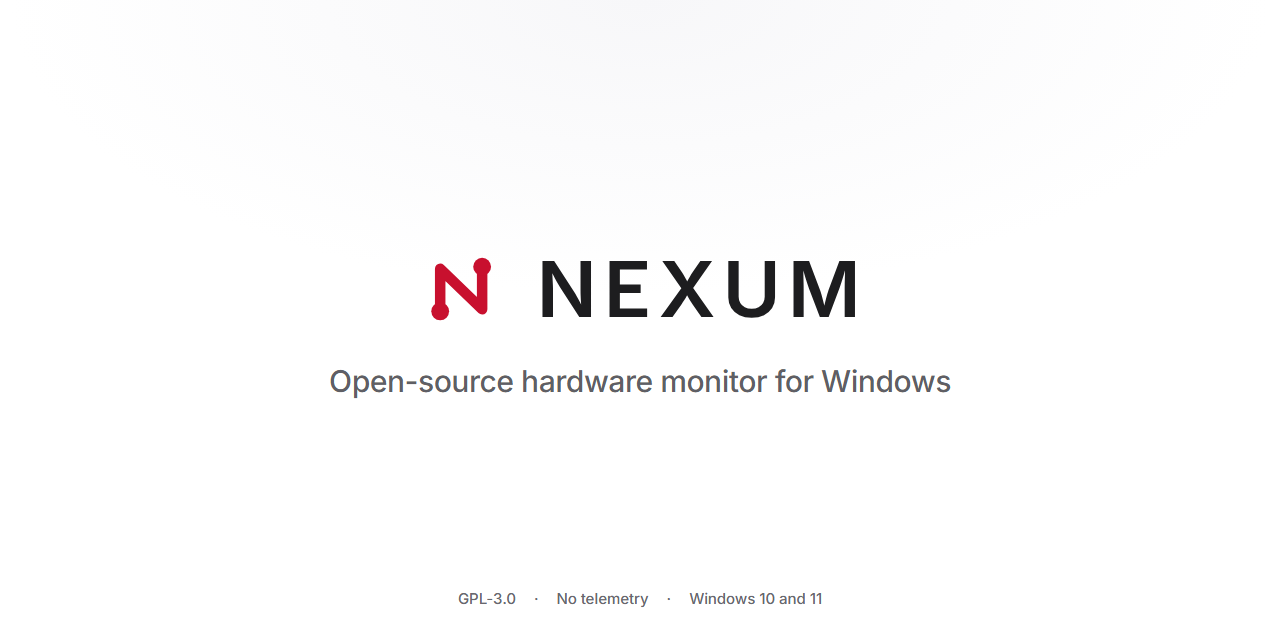 NEXUM
Open-source hardware monitor for Windows
GPL-3.0 · No telemetry · Windows 10 and 11